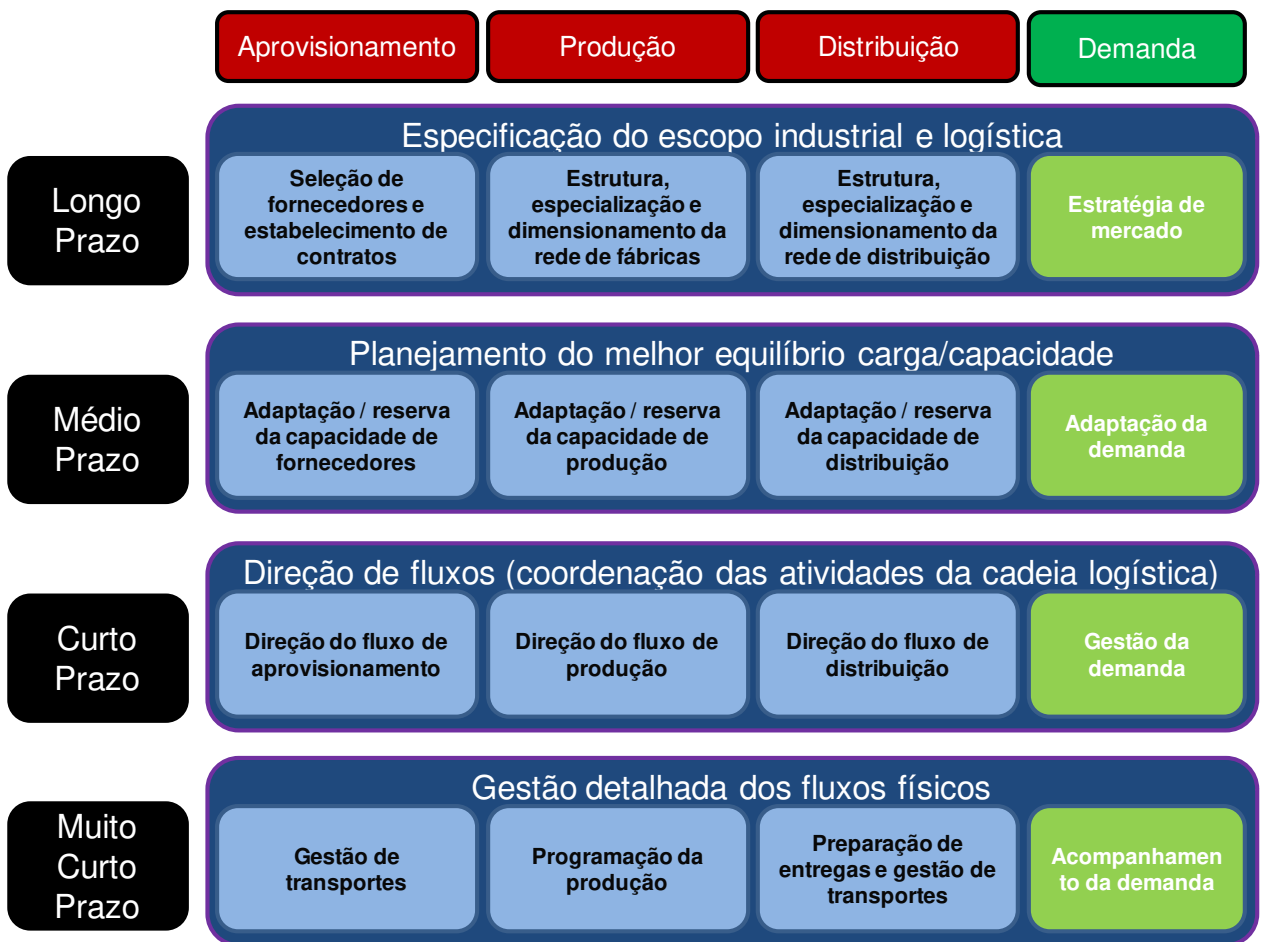 Aprovisionamento
Produção
Distribuição
Demanda
Especificação do escopo industrial e logística
Longo
Prazo
Seleção de
fornecedores e
estabelecimento de
contratos
Estrutura,
especialização e
dimensionamento da
rede de fábricas
Estrutura,
especialização e
dimensionamento da
rede de distribuição
Estratégia de
mercado
Planejamento do melhor equilíbrio carga/capacidade
Médio
Prazo
Adaptação / reserva
da capacidade de
fornecedores
Adaptação / reserva
da capacidade de
produção
Adaptação / reserva
da capacidade de
distribuição
Adaptação da
demanda
Direção de fluxos (coordenação das atividades da cadeia logística)
Curto
Prazo
Direção do fluxo de
aprovisionamento
Direção do fluxo de
produção
Direção do fluxo de
distribuição
Gestão da
demanda
Gestão detalhada dos fluxos físicos
Muito
Curto
Prazo
Gestão de
transportes
Programação da
produção
Preparação de
entregas e gestão de
transportes
Acompanhamen
to da demanda